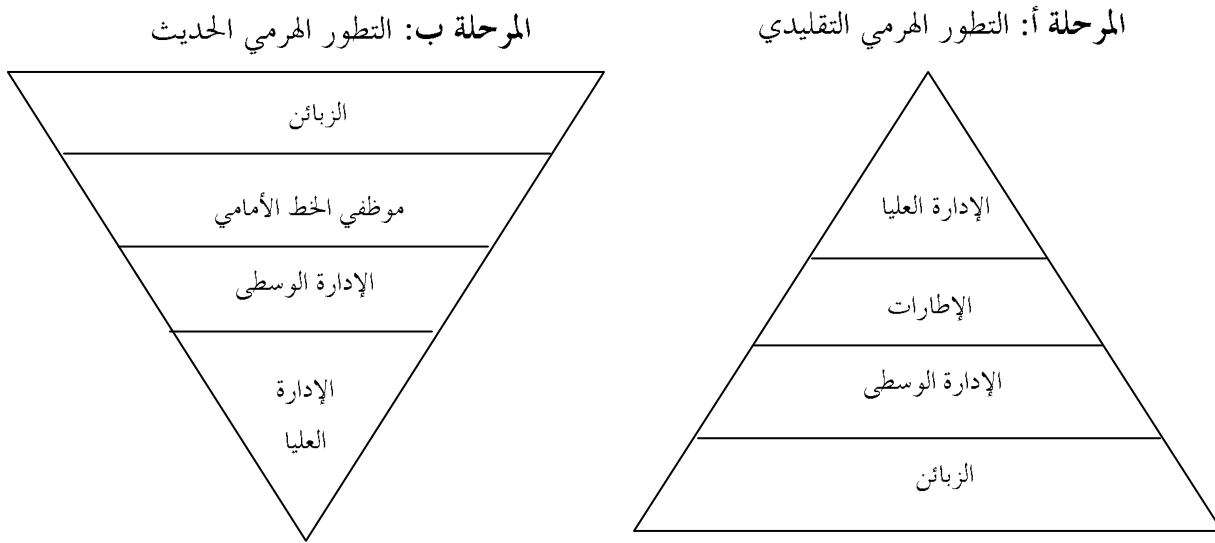 المرحلة أ: التطور الهرمي التقليدي
الإدارة العليا
الإطارات
الإدارة الوسطى
الزبائن
المرحلة ب: التطور الهرمي الحديث
الزبائن
موظفي الخط الأمامي
الإدارة الوسطى
الإدارة
العليا